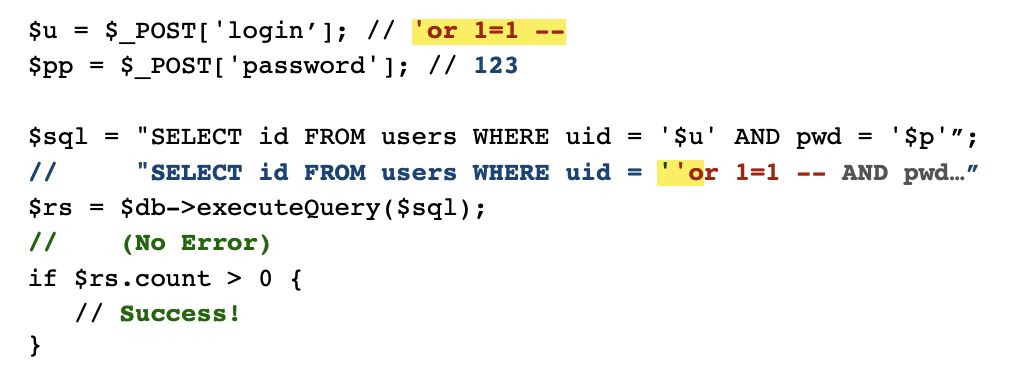 $u = $_POST['login’]; // 'or 1=1 --
$pp = $_POST['password']; // 123
$sql = "SELECT id FROM users WHERE uid = '$u' AND pwd = '$p'”;
// "SELECT id FROM users WHERE uid = ''or 1=1 -- AND pwd…”
$rs = $db->executeQuery($sql);
// (No Error)
if $rs.count > 0 {
// Success!
}